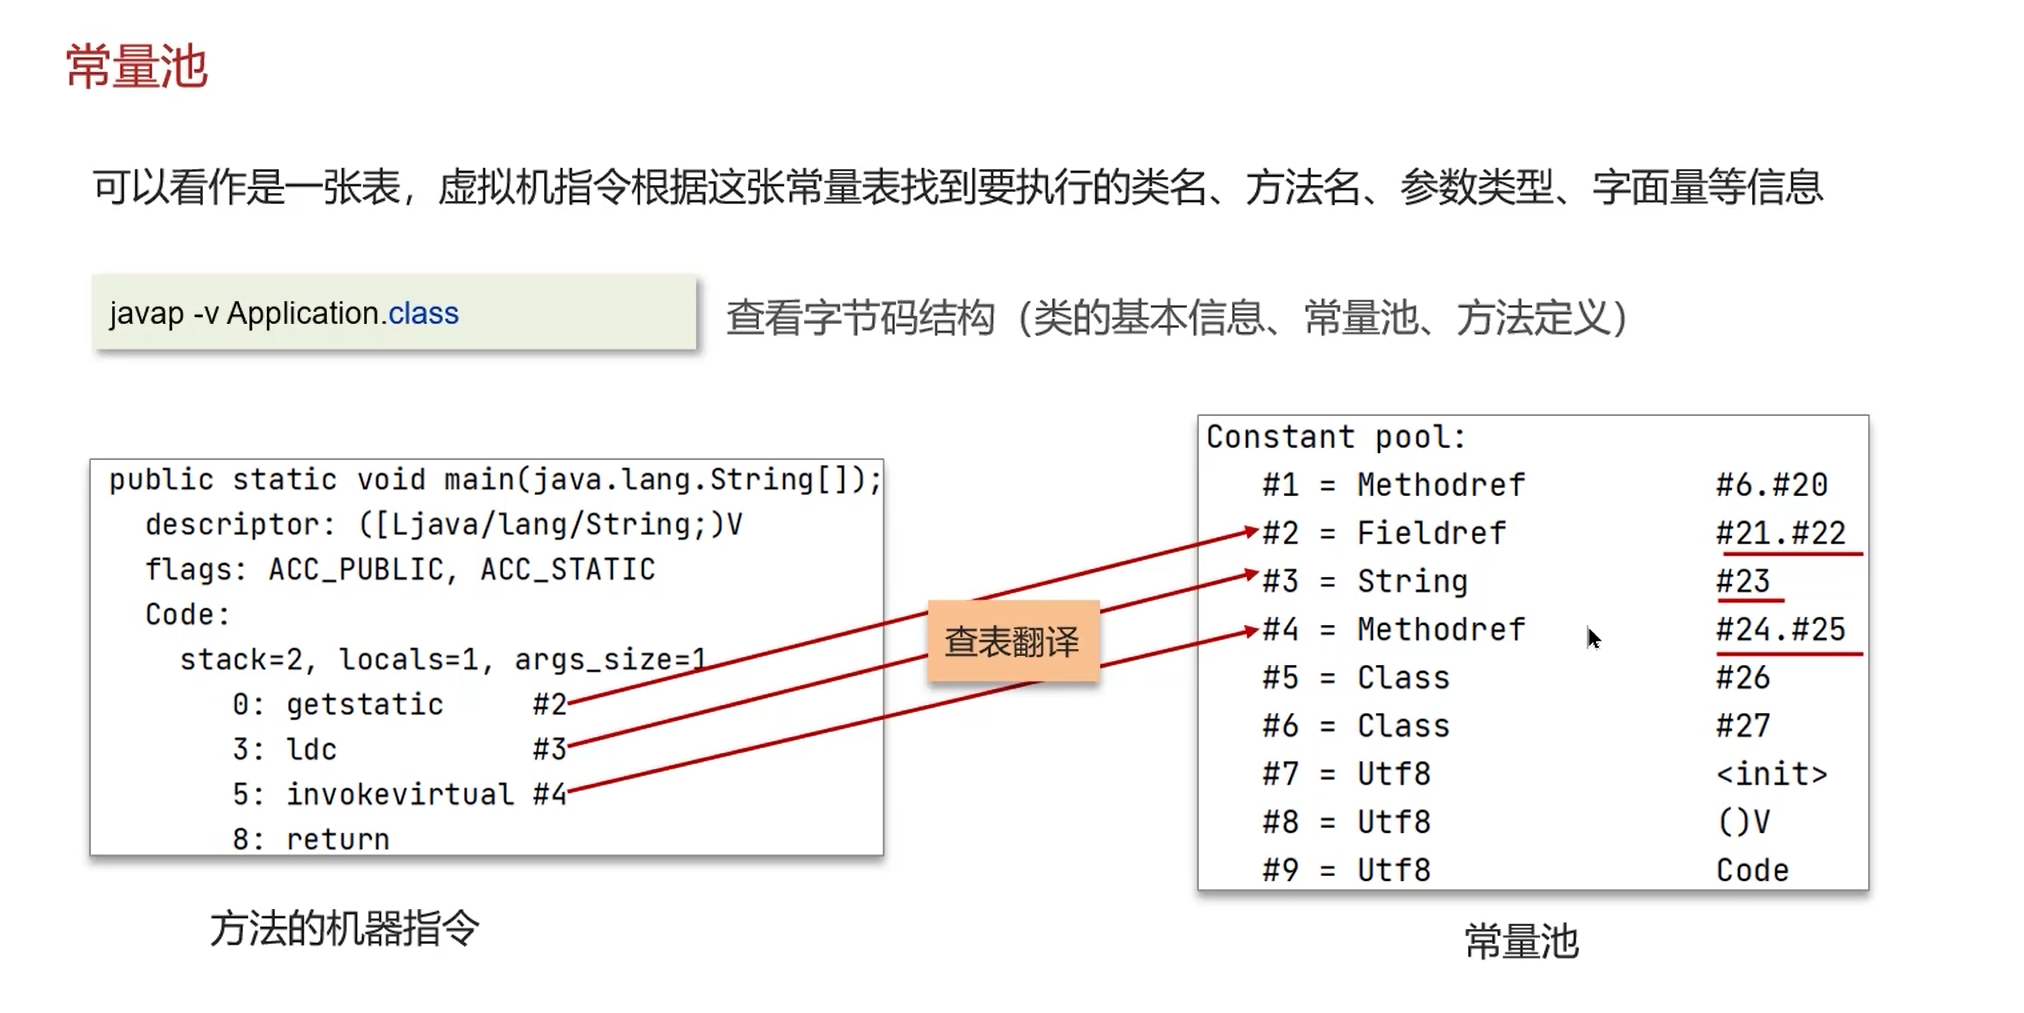 常量池
可以看作是一张表，虚拟机指令根据这张常量表找到要执行的类名、方法名、参数类型、字面量等信息
javap -v Application.class
查看字节码结构（类的基本信息、常量池、方法定义）
public static void main(java.lang.String[]);
descriptor: ([Ljava/lang/String;)V
flags: ACC_PUBLIC, ACC_STATIC
Code:
stack=2, locals=1, args_size=1
0: getstatic #2
3: ldc #3
5: invokevirtual #4
8: return
方法的机器指令
查表翻译
Constant pool:
#1 = Methodref #6.#20
#2 = Fieldref #21.#22
#3 = String #23
#4 = Methodref #24.#25
#5 = Class #26
#6 = Class #27
#7 = Utf8 <init>
#8 = Utf8 ()V
#9 = Utf8 Code
常量池